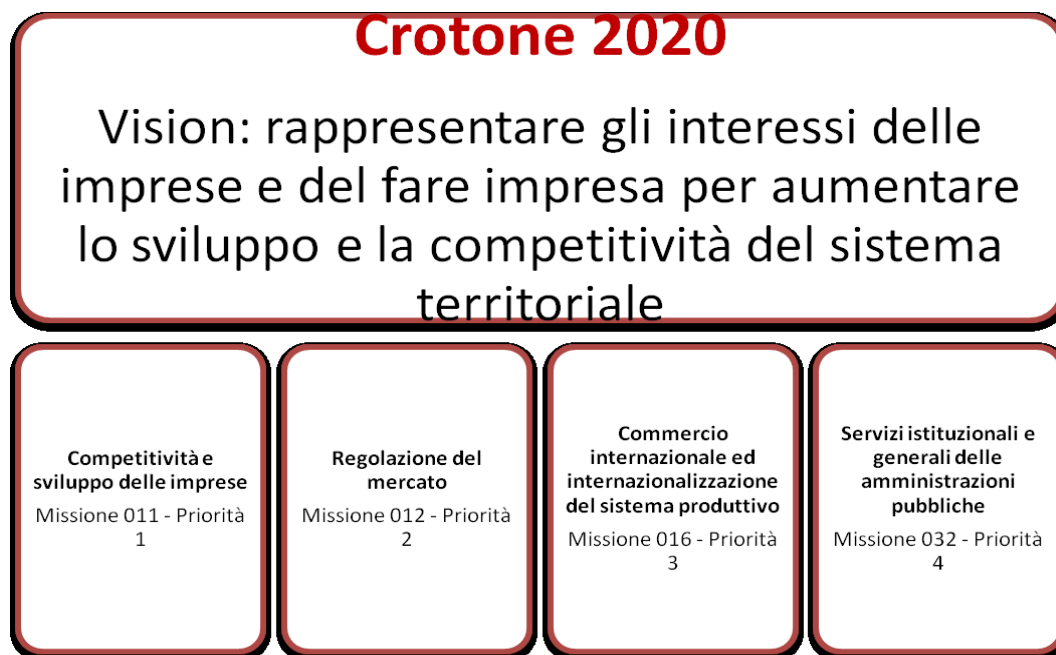 Crotone 2020
Vision: rappresentare gli interessi delle
imprese e del fare impresa per aumentare
lo sviluppo e la competitività del sistema
territoriale
Competitività e
sviluppo delle imprese
Missione 011 - Priorità
1
Regolazione del
mercato
Missione 012 - Priorità
2
Commercio
internazionale ed
internazionalizzazione
del sistema produttivo
Missione 016 - Priorità
3
Servizi istituzionali e
generali delle
amministrazioni
pubbliche
Missione 032 - Priorità
4